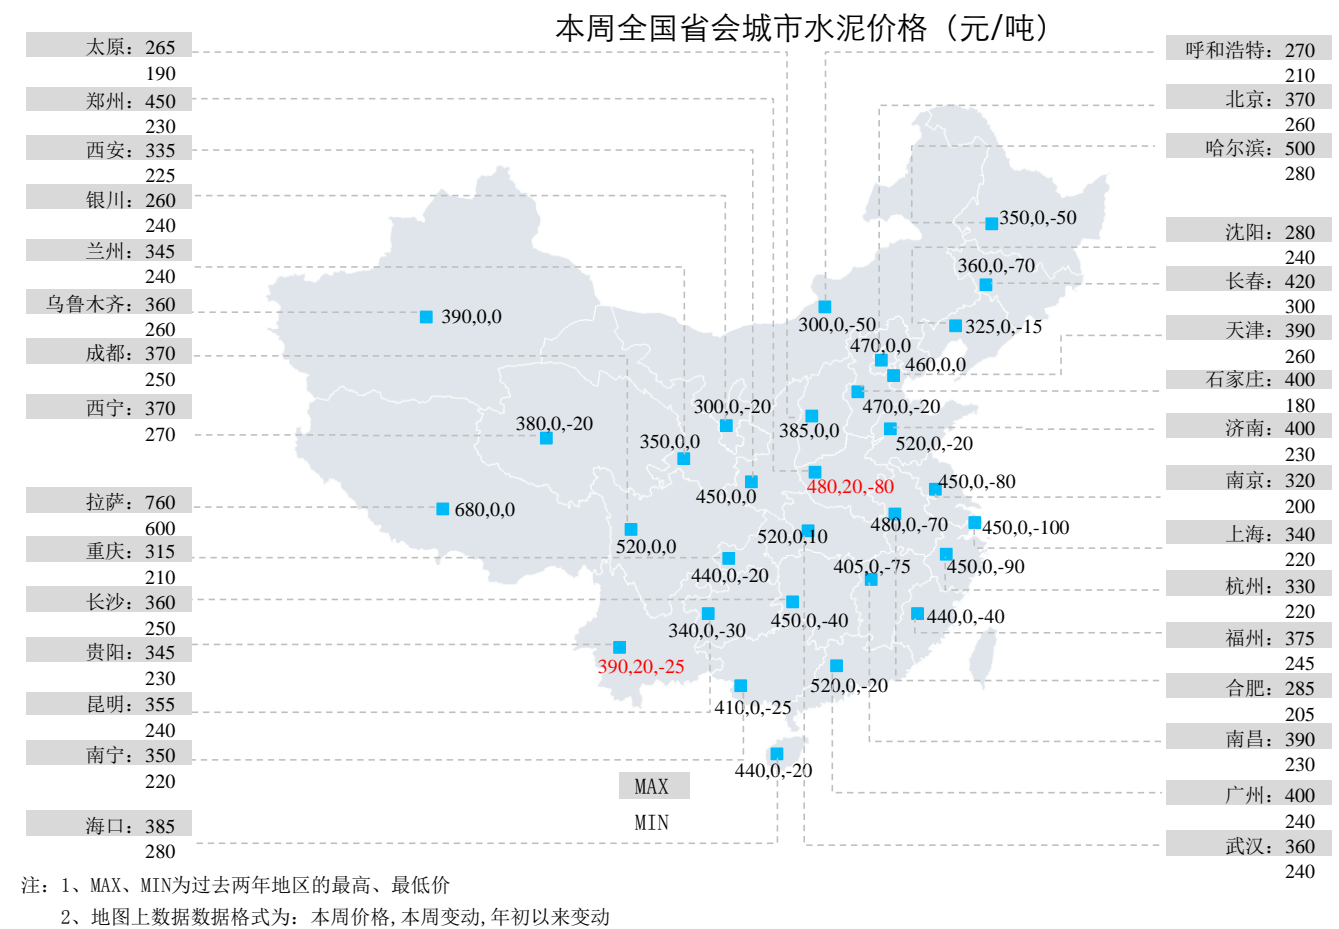 本周全国省会城市水泥价格（元/吨）
太原：265
190
郑州：450
230
西安：335
225
银川：260
240
兰州：345
240
乌鲁木齐：360
260
成都：370
250
西宁：370
270
拉萨：760
600
重庆：315
210
长沙：360
250
贵阳：345
230
昆明：355
240
南宁：350
220
海口：385
280
350,0,-50
360,0,-70
390,0,0
300,0,-50
325,0,-15
470,0,0
460,0,0
300,0,-20
470,0,-20
380,0,-20
385,0,0
350,0,0
520,0,-20
450,0,-80
480,20,-80
450,0,0
680,0,0
480,0,-70
450,0,-100
520,0,10
520,0,0
405,0,-75
450,0,-90
440,0,-20
450,0,-40
440,0,-40
340,0,-30
390,20,-25
520,0,-20
410,0,-25
440,0,-20
MAX
MIN
呼和浩特：270
210
北京：370
260
哈尔滨：500
280
沈阳：280
240
长春：420
300
天津：390
260
石家庄：400
180
济南：400
230
南京：320
200
上海：340
220
杭州：330
220
福州：375
245
合肥：285
205
南昌：390
230
广州：400
240
武汉：360
240
注：1、MAX、MIN为过去两年地区的最高、最低价
2、地图上数据数据格式为：本周价格,本周变动,年初以来变动